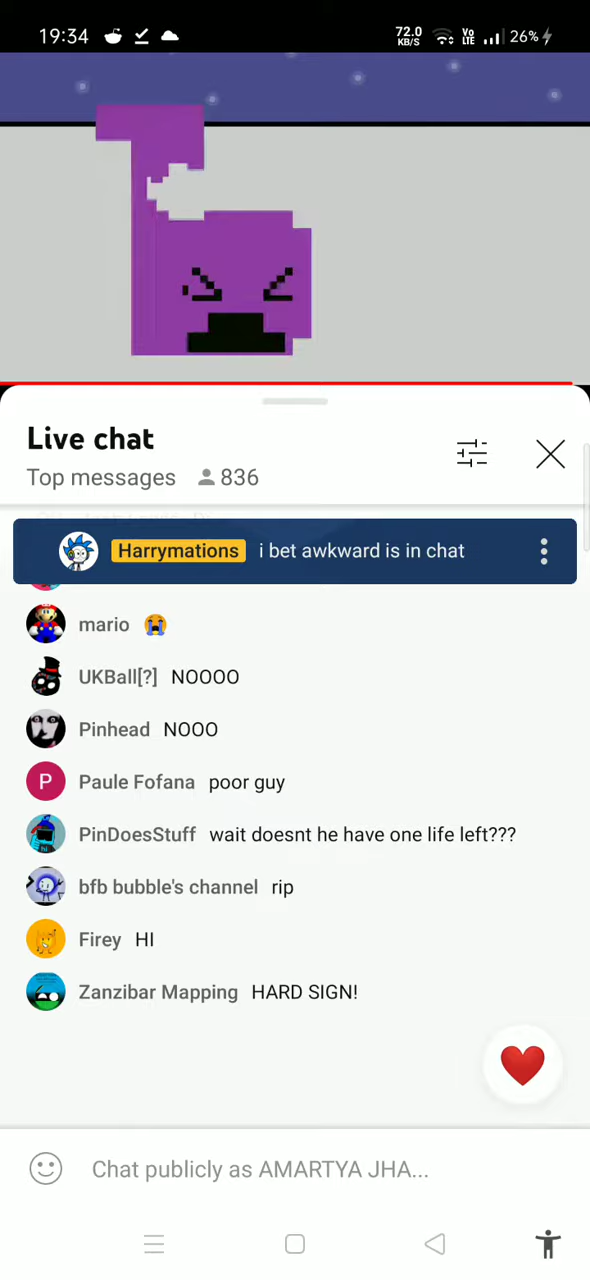 19:34 72.0 KB/S Vo LTE 26%
Live chat
Top messages 836
Harrymations i bet awkward is in chat
mario 😭
UKBall[?] NOOOO
Pinhead NOOO
P Paule Fofana poor guy
PinDoesStuff wait doesnt he have one life left???
bfb bubble's channel rip
Firey HI
Zanzibar Mapping HARD SIGN!
Chat publicly as AMARTYA JHA...